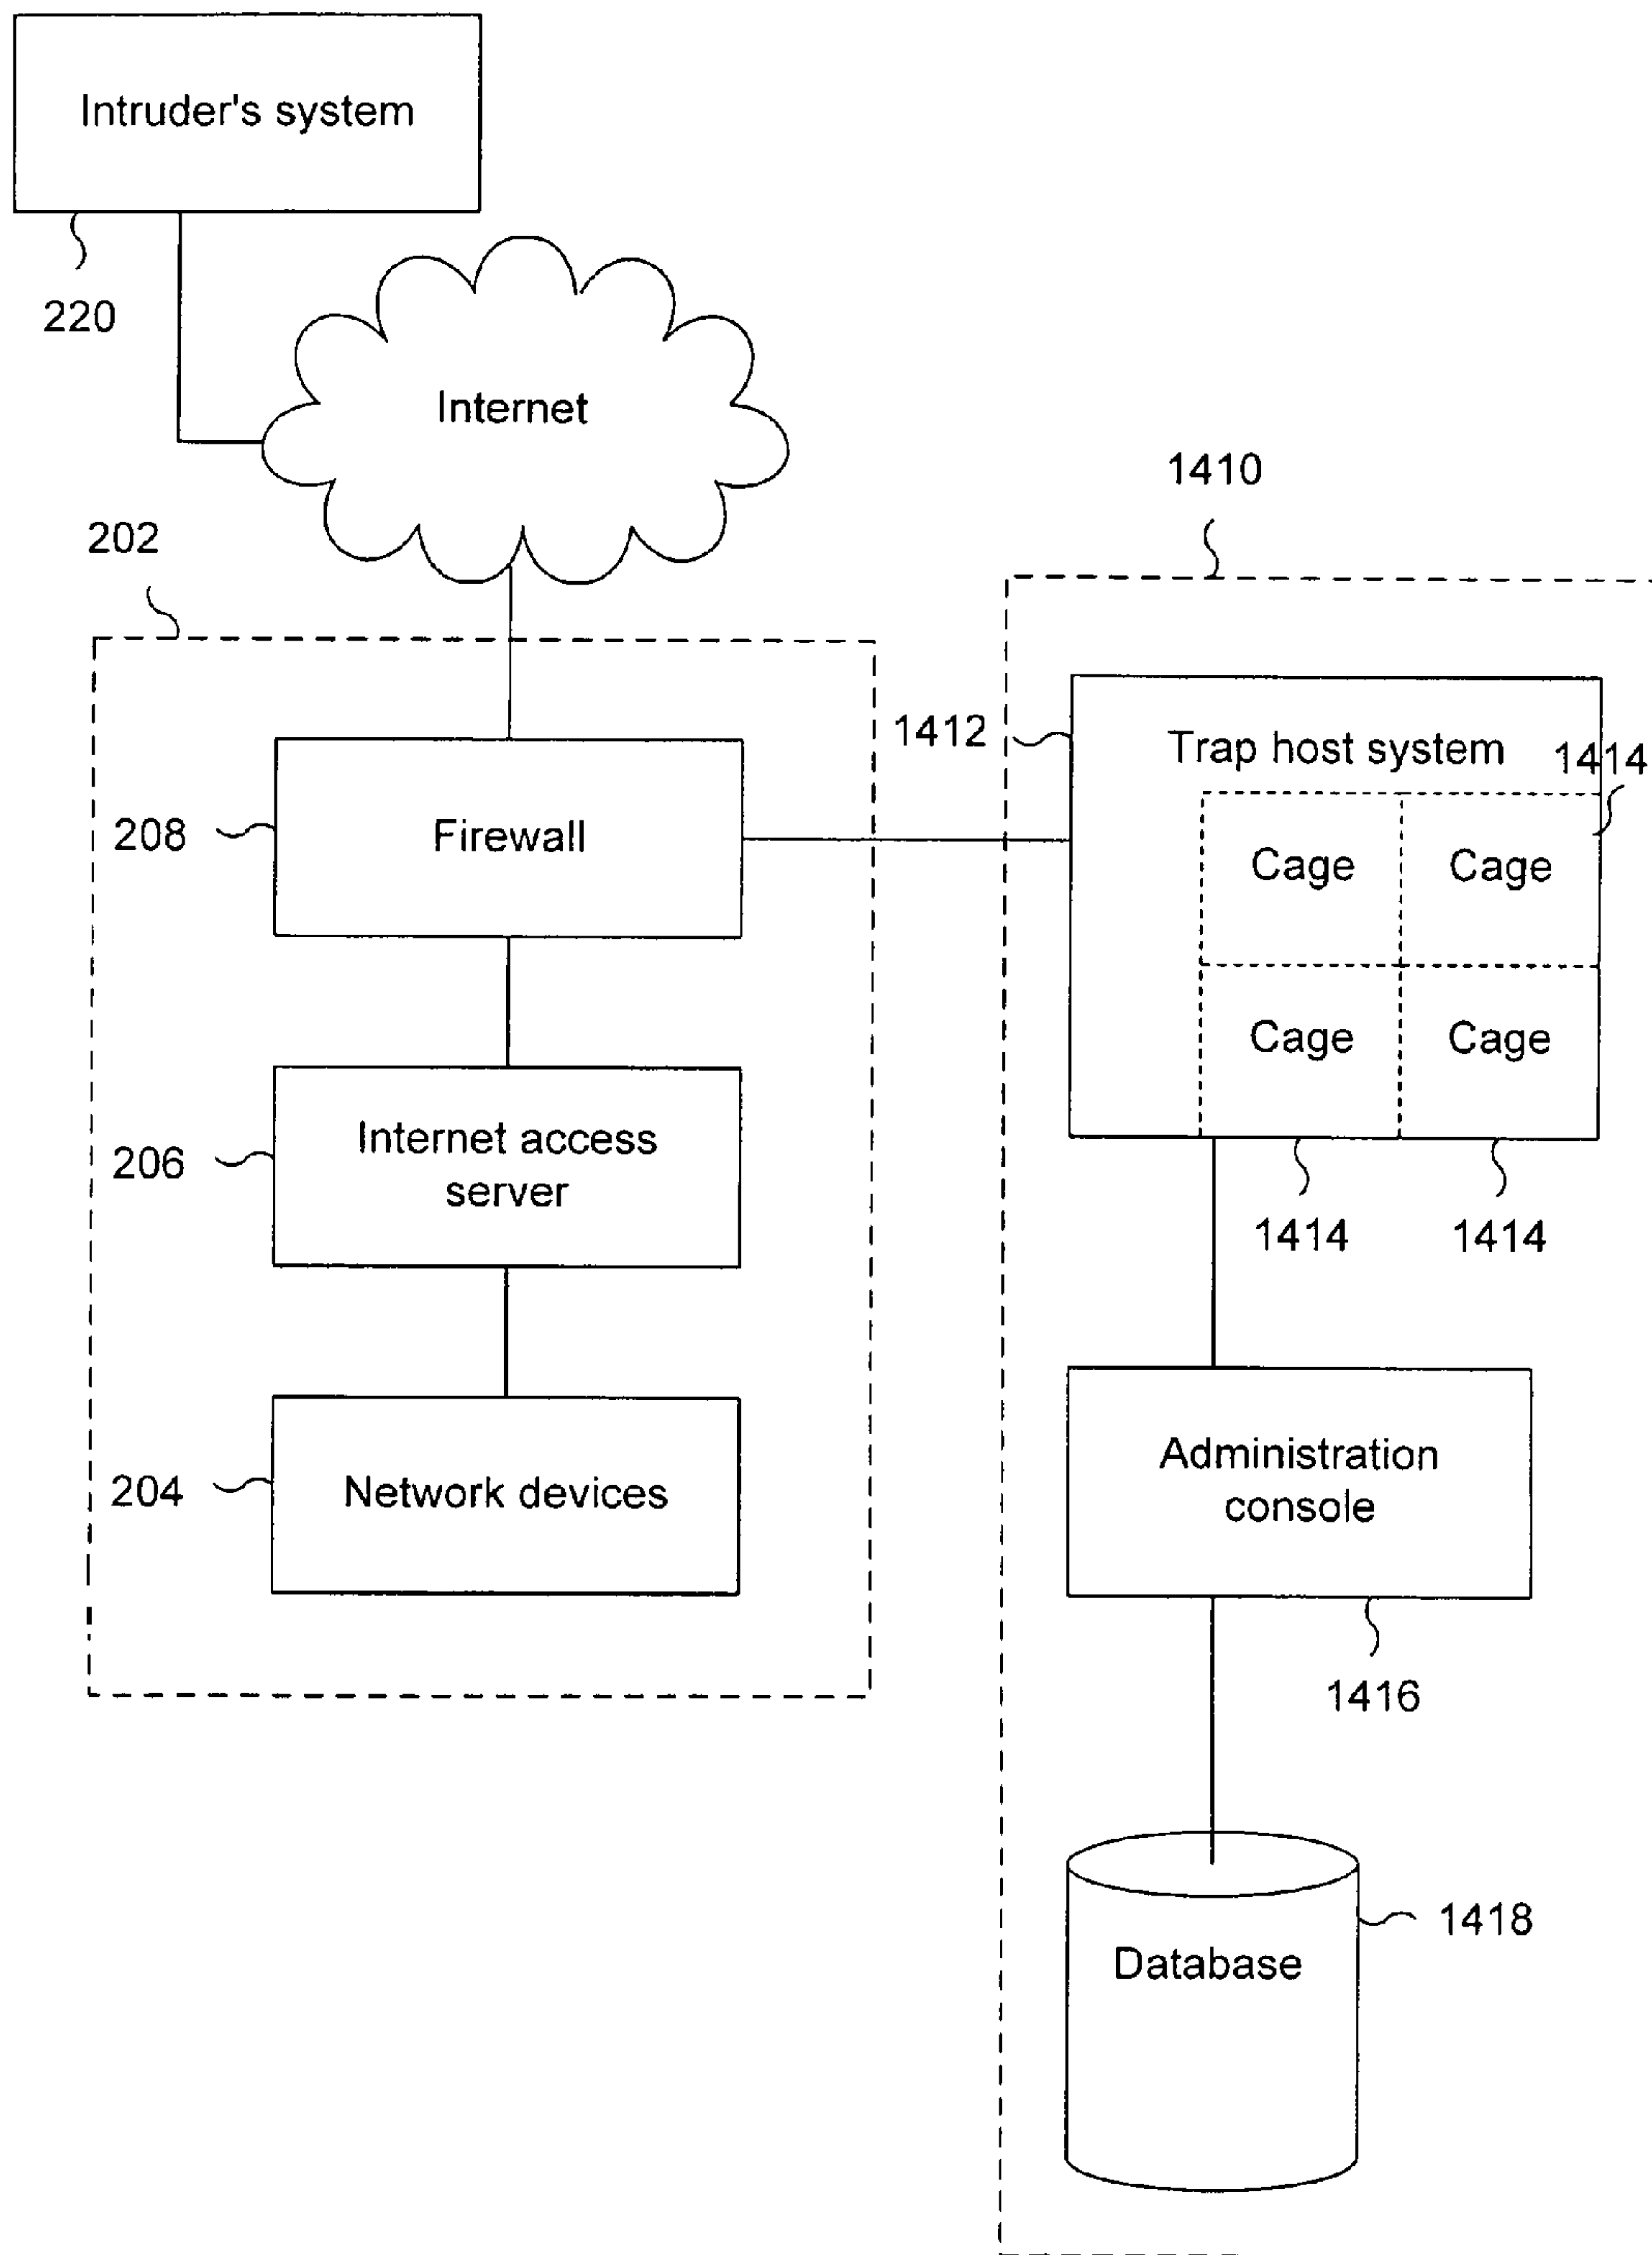 Intruder's system
220
Internet
1410
202
1412
Trap host system
1414
208
Firewall
Cage
Cage
Cage
Cage
206
Internet access
server
1414
1414
204
Network devices
Administration
console
1416
1418
Database